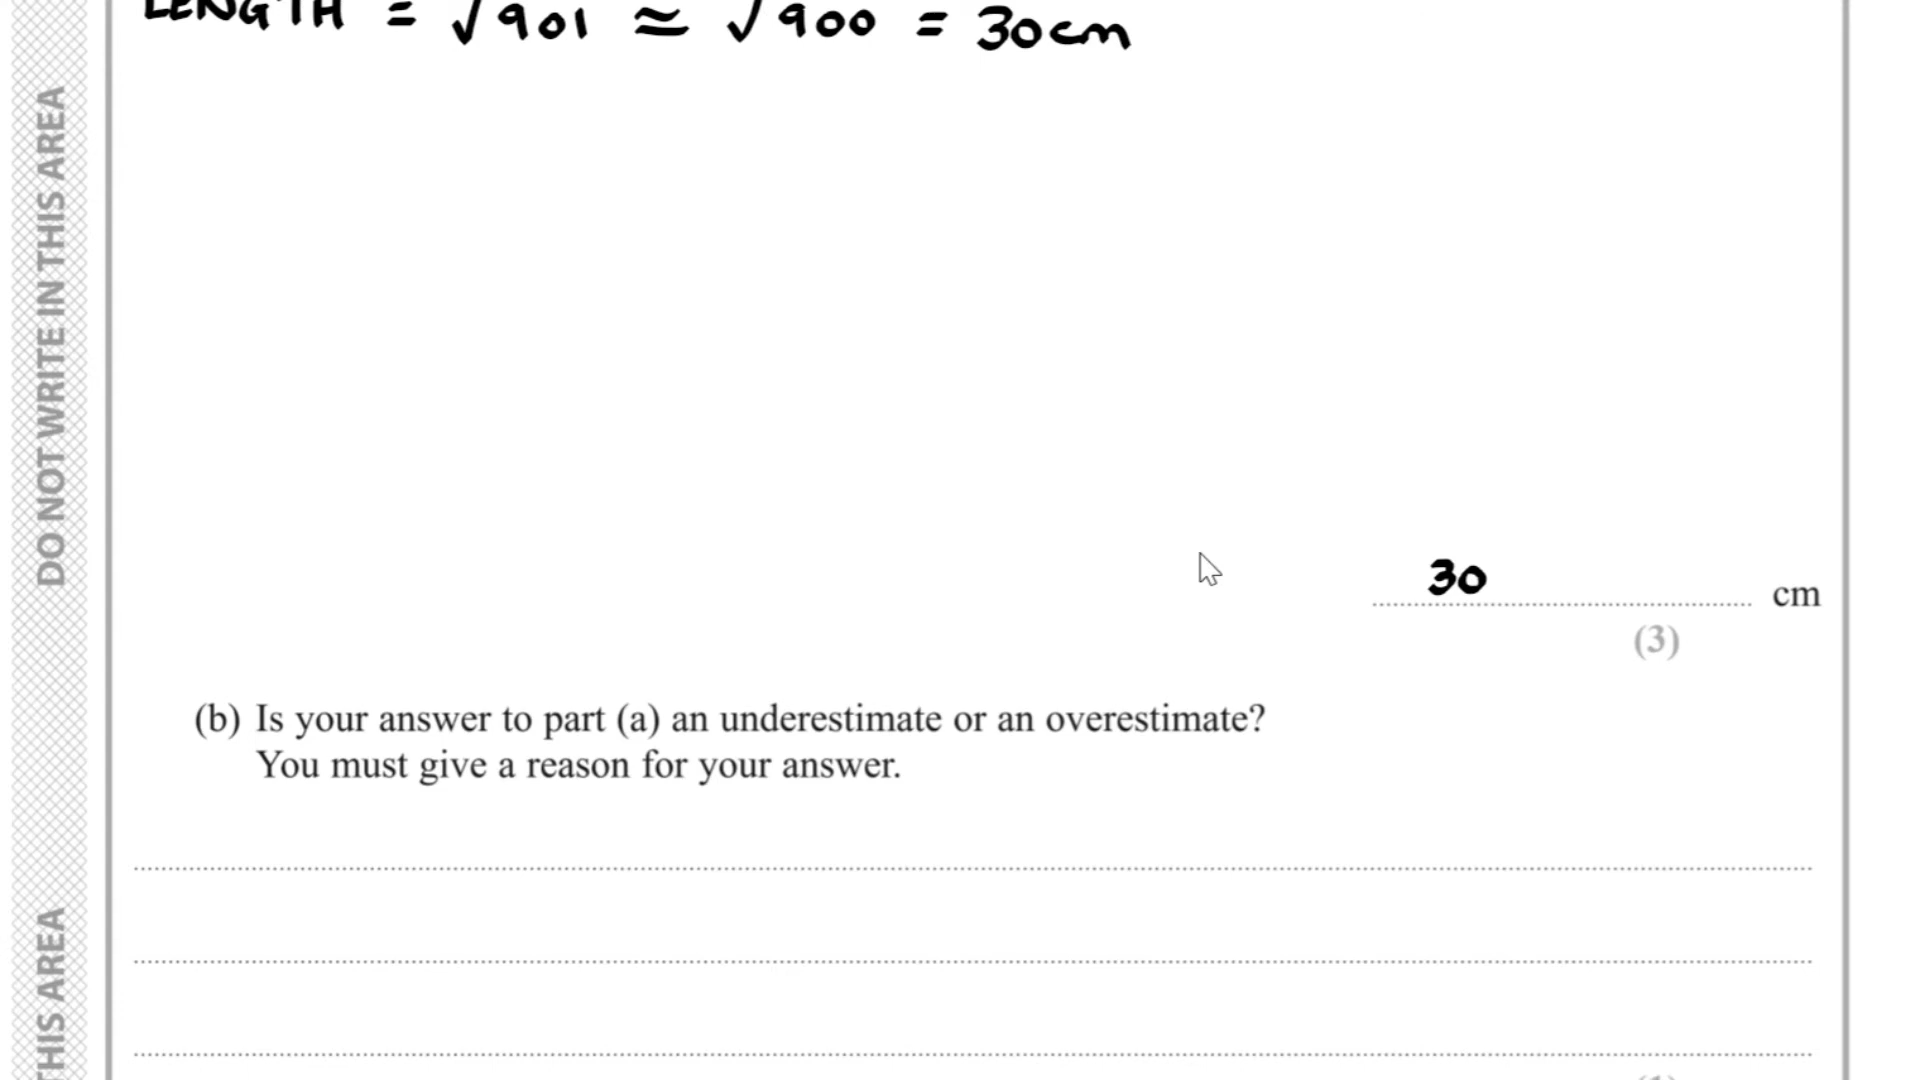 LENGTH = √901 ≈ √900 = 30cm
DO NOT WRITE IN THIS AREA
30 cm
(3)
(b) Is your answer to part (a) an underestimate or an overestimate?
You must give a reason for your answer.
THIS AREA